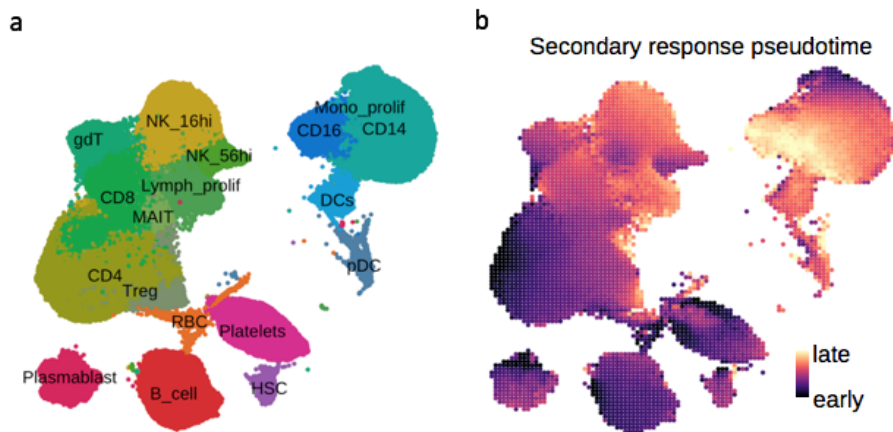 a
b
Secondary response pseudotime
NK_16hi
gdT
NK_56hi
CD8
Lymph_prolif
MAIT
CD4
Treg
Mono_prolif
CD16
CD14
DCs
pDC
RBC
Platelets
Plasmablast
B_cell
HSC
late
early